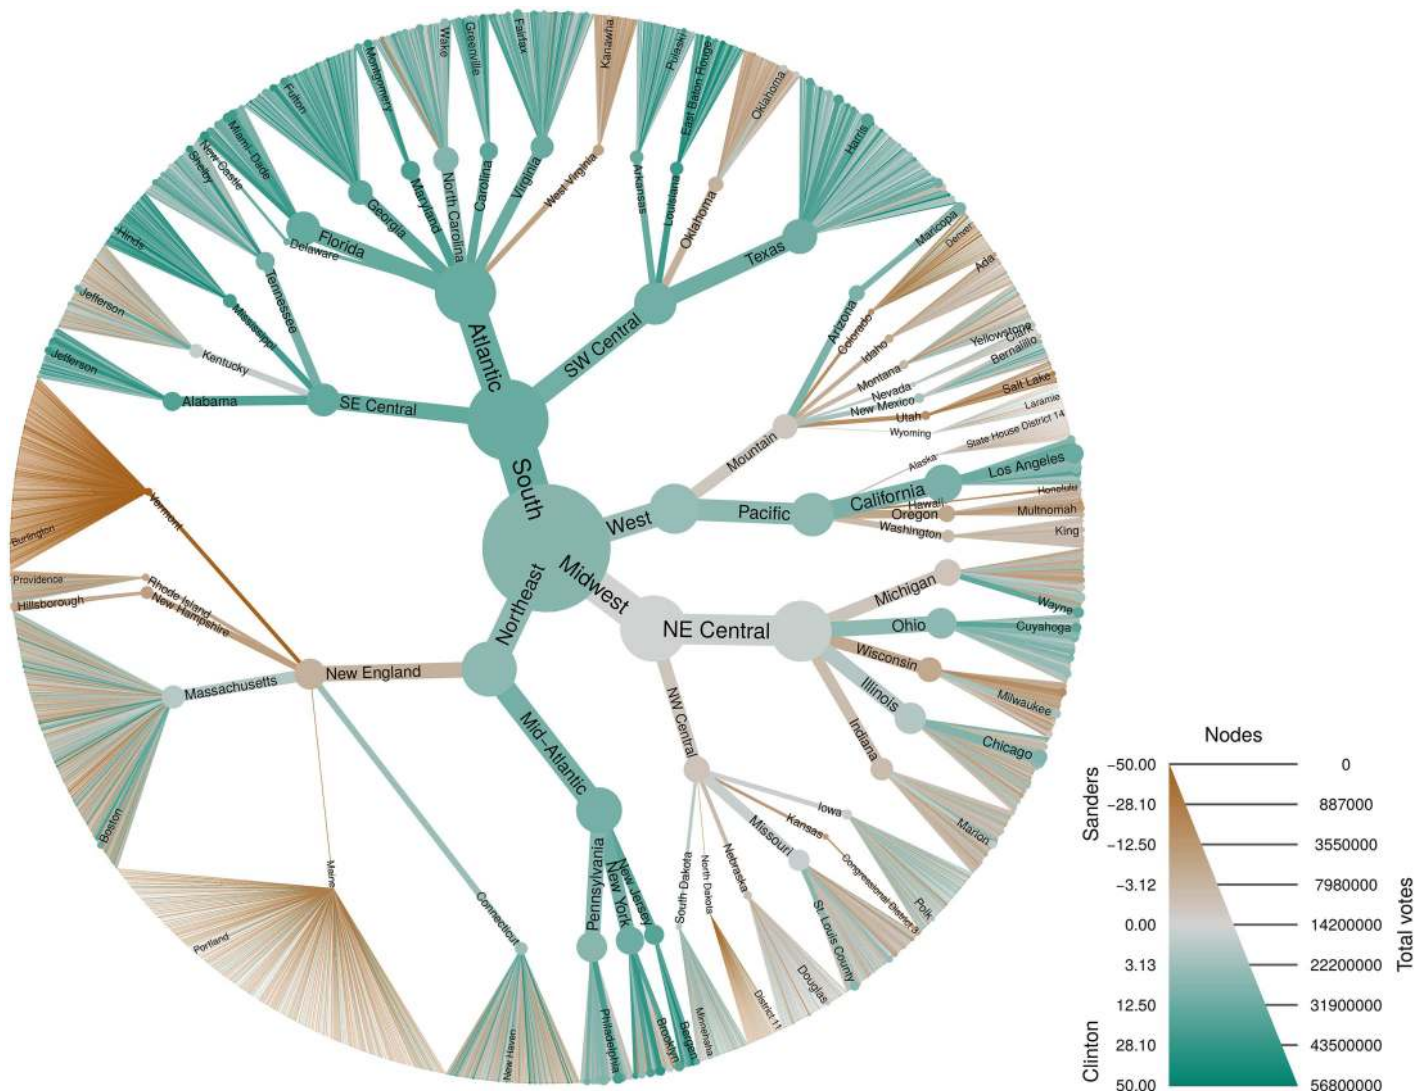 Fulton
Montgomery
Wake
Greenville
Fairfax
Kanawha
Pulaski
East Baton Rouge
Oklahoma
Harris
Miami-Dade
New Castle
Shelby
Hinds
Jefferson
Jefferson
Florida
Delaware
Georgia
Maryland
North Carolina
Carolina
Virginia
West Virginia
Arkansas
Louisiana
Oklahoma
Texas
Tennessee
Mississippi
Kentucky
Alabama
SE Central
Atlantic
SW Central
South
Maricopa
Denver
Ada
Yellowstone
Clark
Bernalillo
Salt Lake
Laramie
State House District 14
Arizona
Colorado
Idaho
Montana
Nevada
New Mexico
Utah
Wyoming
Mountain
Alaska
California
Los Angeles
Hawaii
Honolulu
Oregon
Multnomah
Washington
King
West
Pacific
Vermont
Burlington
Providence
Rhode Island
Hillsborough
New Hampshire
Massachusetts
New England
Northeast
Midwest
NE Central
Michigan
Wayne
Ohio
Cuyahoga
Wisconsin
Milwaukee
Illinois
Chicago
Indiana
Marion
NW Central
Mid-Atlantic
Boston
Maine
Portland
Connecticut
New Haven
Pennsylvania
New York
New Jersey
Philadelphia
Brooklyn
Bergen
South Dakota
North Dakota
Nebraska
Missouri
Kansas
Iowa
Minnehaha
District 11
Douglas
St. Louis County
Congressional District 3
Polk
Nodes
Sanders
Clinton
Total votes
-50.00 0
-28.10 887000
-12.50 3550000
-3.12 7980000
0.00 14200000
3.13 22200000
12.50 31900000
28.10 43500000
50.00 56800000